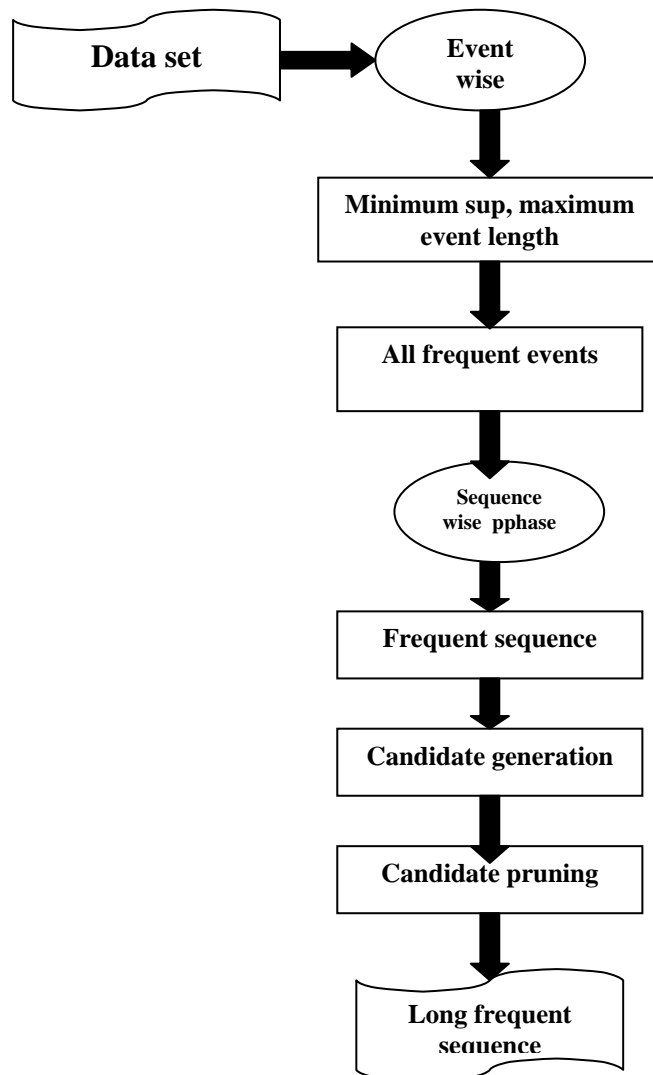 Data set
Event
wise
Minimum sup, maximum
event length
All frequent events
Sequence
wise pphase
Frequent sequence
Candidate generation
Candidate pruning
Long frequent
sequence